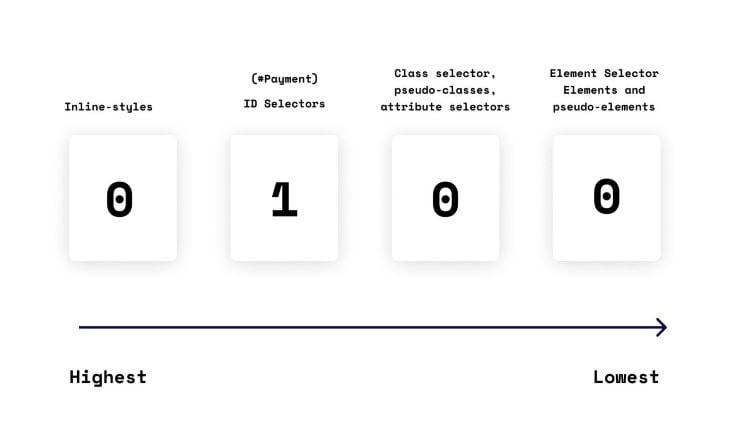 Inline-styles
(#Payment)
ID Selectors
Class selector,
pseudo-classes,
attribute selectors
Element Selector
Elements and
pseudo-elements
0
1
0
0
Highest
Lowest